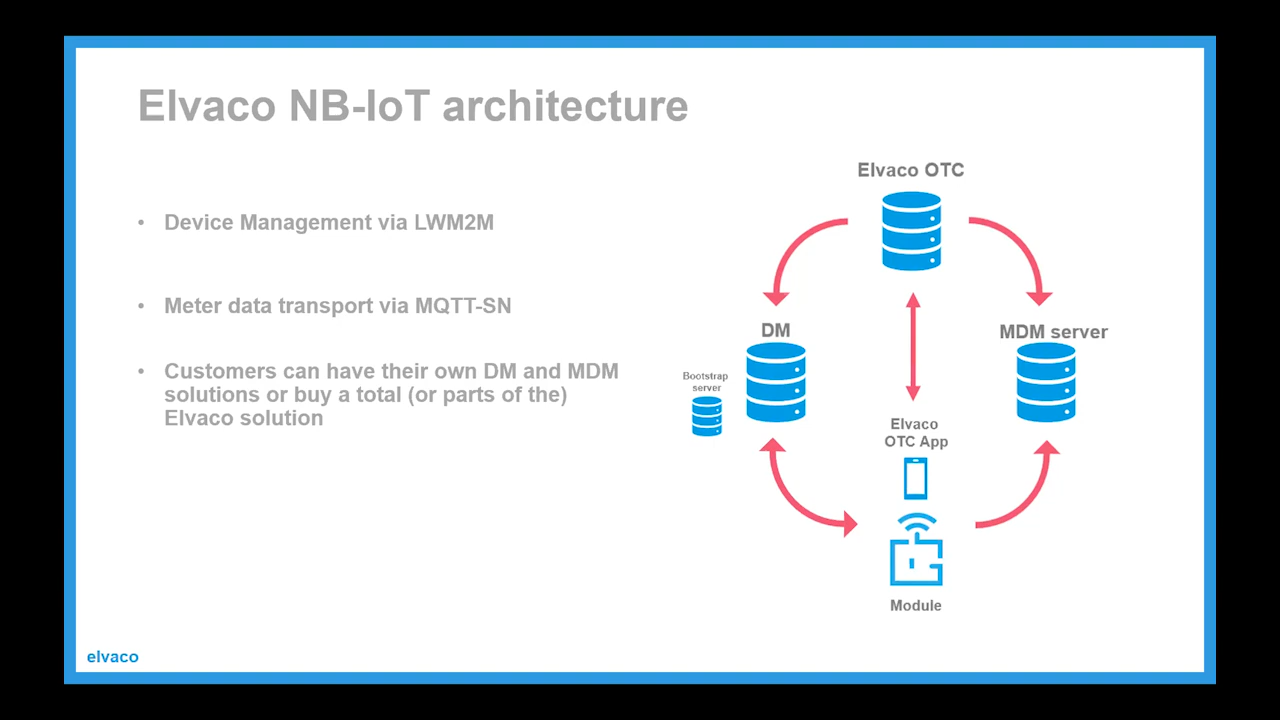 Elvaco NB-IoT architecture
• Device Management via LWM2M
• Meter data transport via MQTT-SN
• Customers can have their own DM and MDM
solutions or buy a total (or parts of the)
Elvaco solution
Elvaco OTC
DM
MDM server
Bootstrap
server
Elvaco
OTC App
Module
elvaco